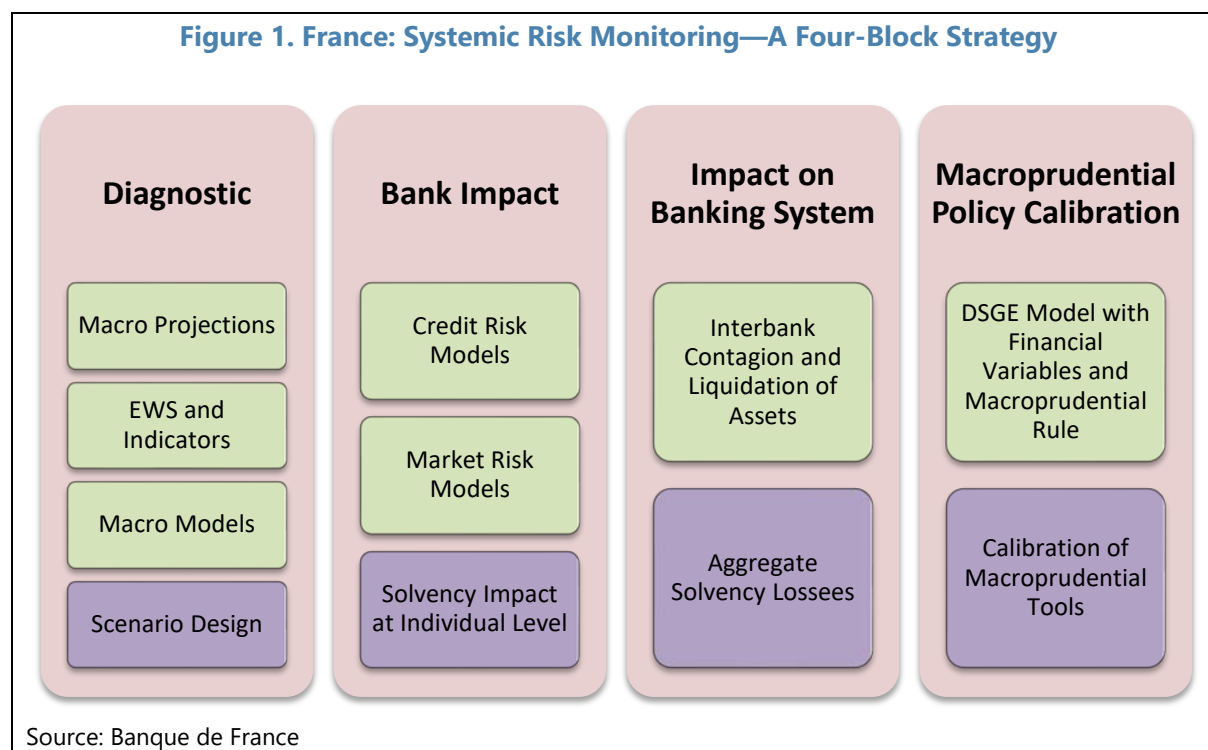 Figure 1. France: Systemic Risk Monitoring—A Four-Block Strategy
Diagnostic
Macro Projections
EWS and
Indicators
Macro Models
Scenario Design
Bank Impact
Credit Risk
Models
Market Risk
Models
Solvency Impact
at Individual Level
Impact on
Banking System
Interbank
Contagion and
Liquidation of
Assets
Aggregate
Solvency Lossees
Macroprudential
Policy Calibration
DSGE Model with
Financial
Variables and
Macroprudential
Rule
Calibration of
Macroprudential
Tools
Source: Banque de France